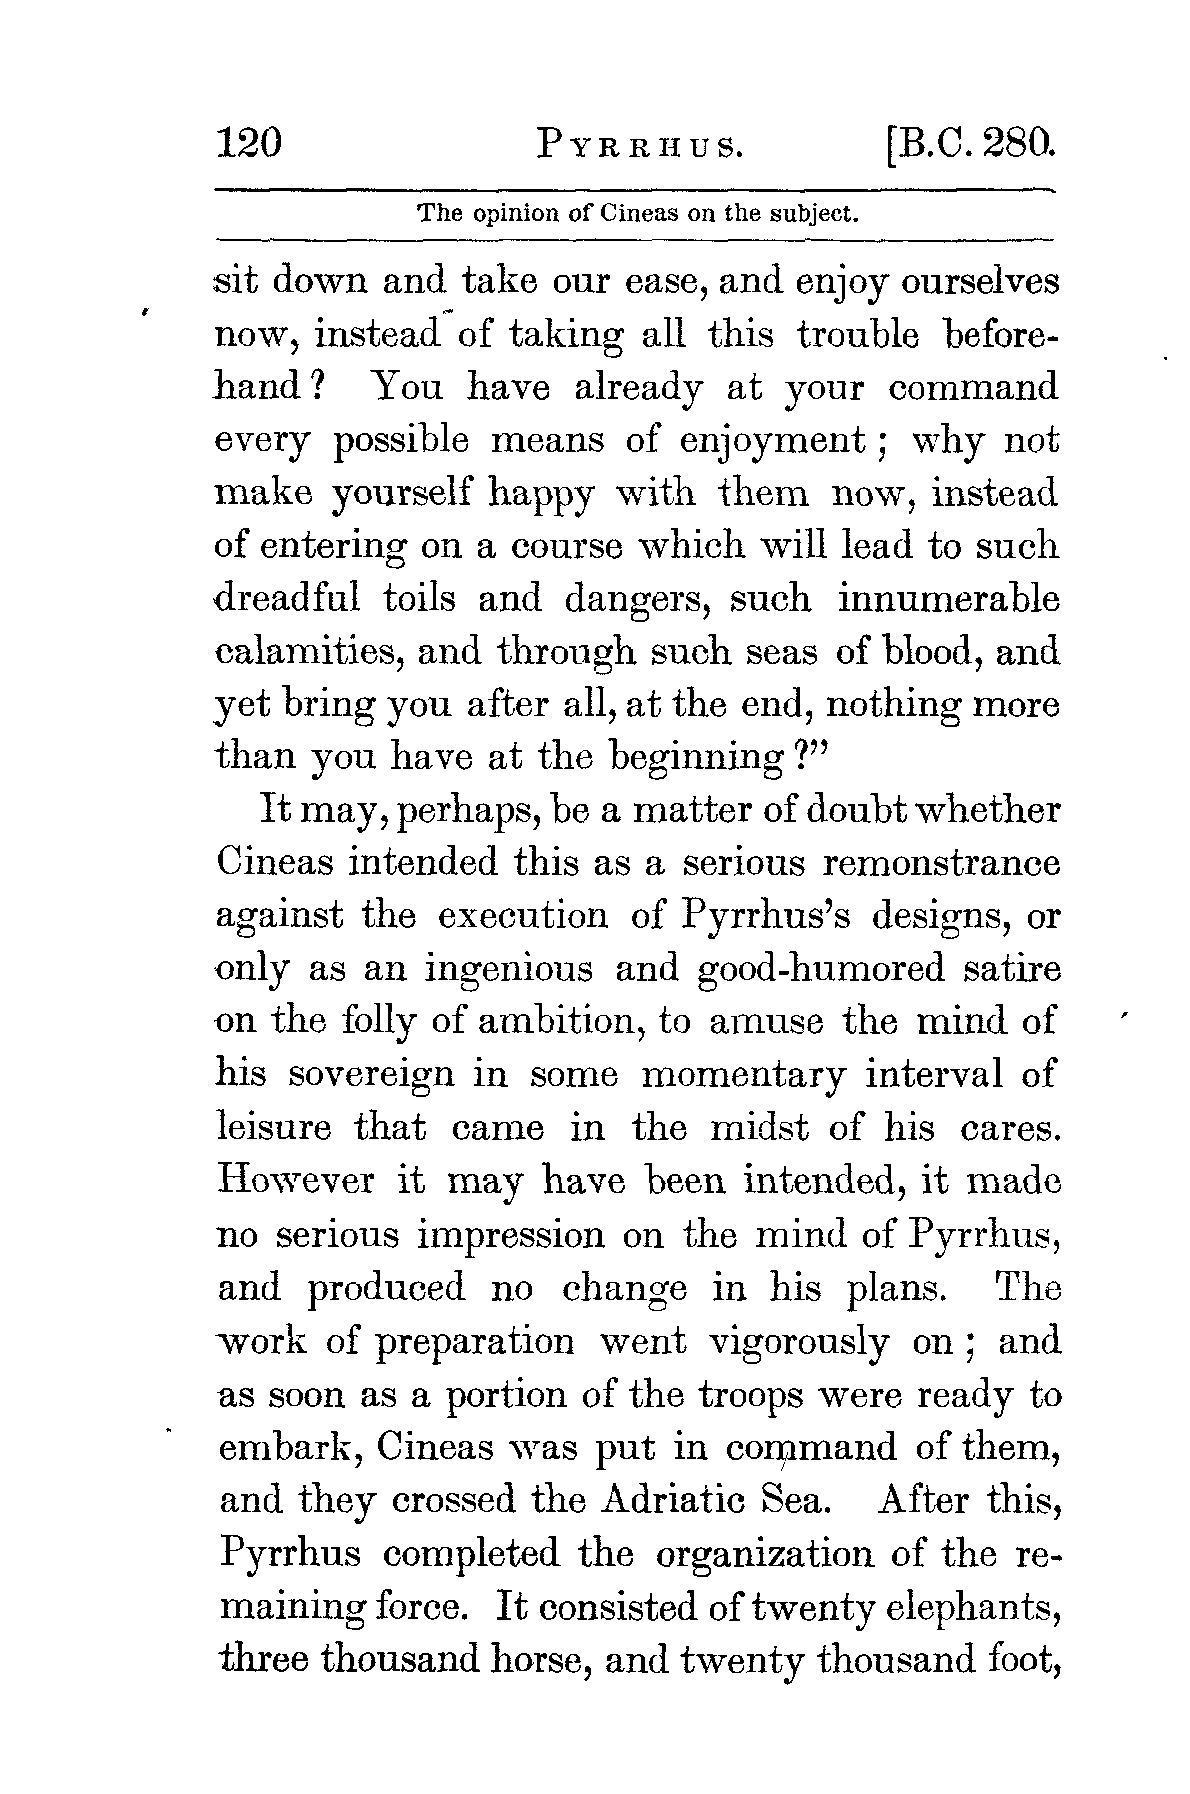 120 PYRRHUS. [B.C. 280.
The opinion of Cineas on the subject.
sit down and take our ease, and enjoy ourselves
now, instead of taking all this trouble before-
hand? You have already at your command
every possible means of enjoyment; why not
make yourself happy with them now, instead
of entering on a course which will lead to such
dreadful toils and dangers, such innumerable
calamities, and through such seas of blood, and
yet bring you after all, at the end, nothing more
than you have at the beginning?"
It may, perhaps, be a matter of doubt whether
Cineas intended this as a serious remonstrance
against the execution of Pyrrhus's designs, or
only as an ingenious and good-humored satire
on the folly of ambition, to amuse the mind of
his sovereign in some momentary interval of
leisure that came in the midst of his cares.
However it may have been intended, it made
no serious impression on the mind of Pyrrhus,
and produced no change in his plans. The
work of preparation went vigorously on; and
as soon as a portion of the troops were ready to
embark, Cineas was put in command of them,
and they crossed the Adriatic Sea. After this,
Pyrrhus completed the organization of the re-
maining force. It consisted of twenty elephants,
three thousand horse, and twenty thousand foot,